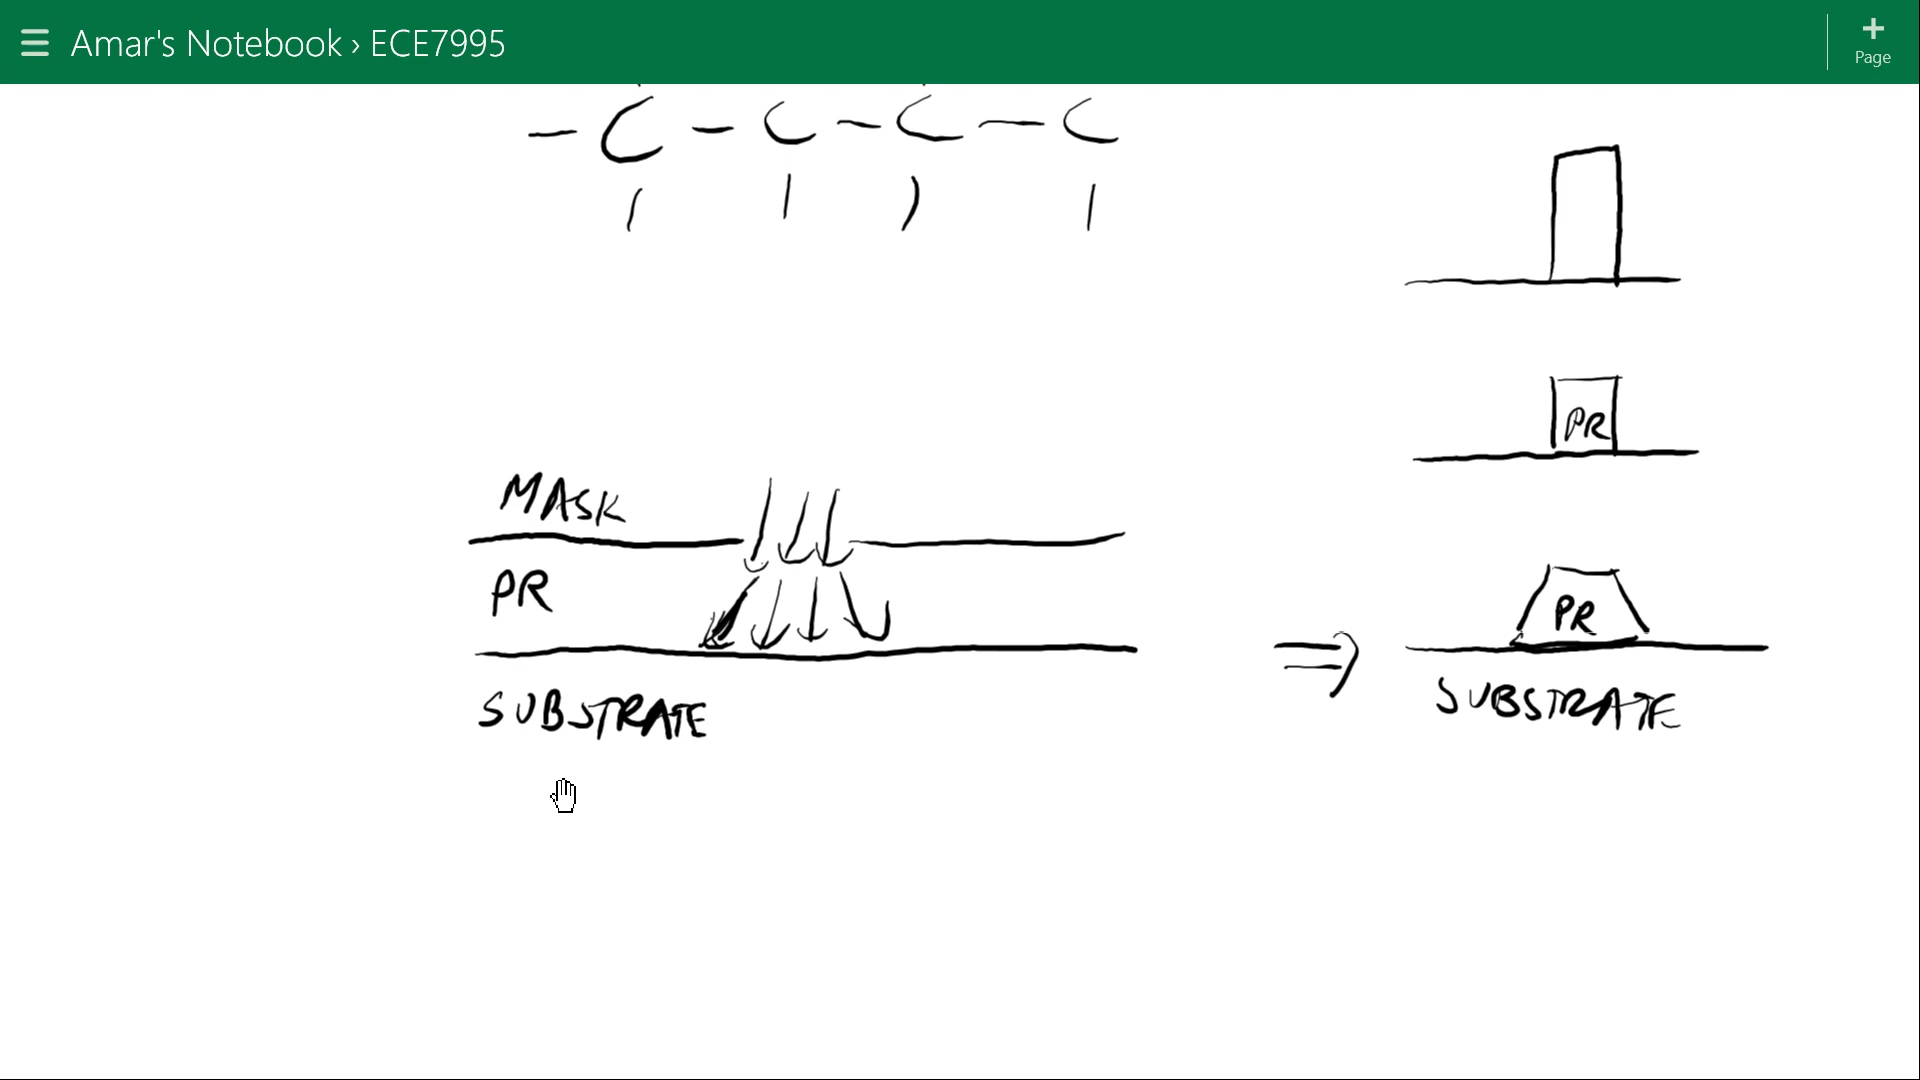 Amar's Notebook › ECE7995
Page
– C – C – C – C
PR
MASK
PR
PR
SUBSTRATE
SUBSTRATE